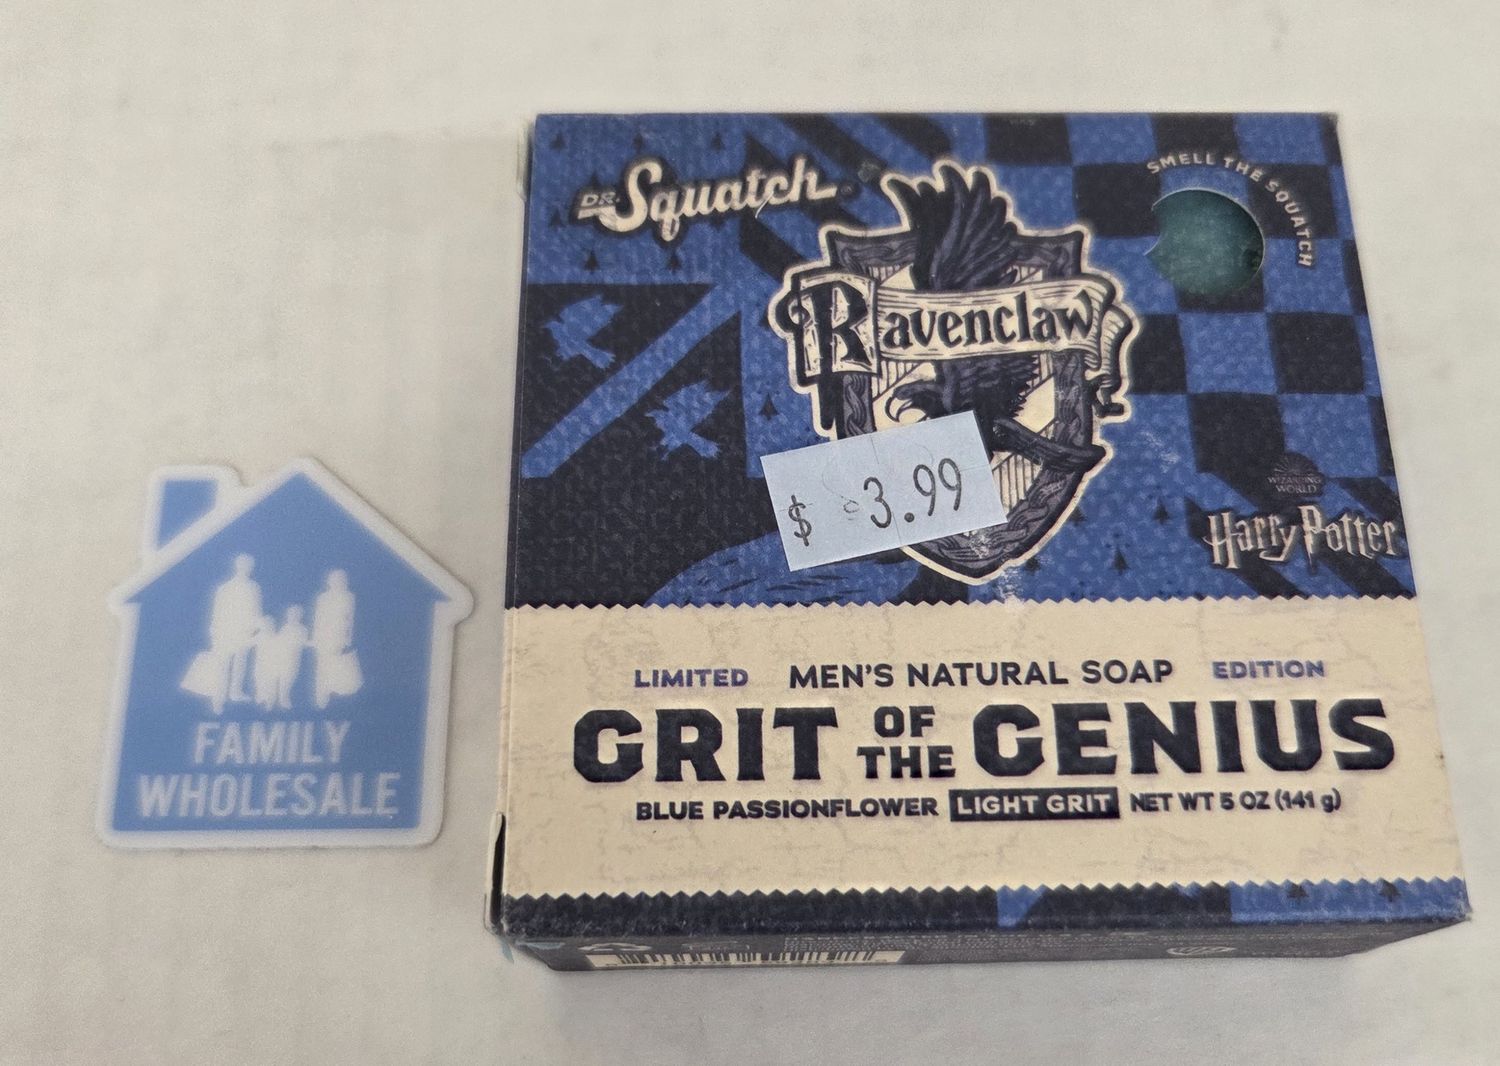 DR. Squatch
SMELL THE SQUATCH
Ravenclaw
$ 3.99
WIZARDING
WORLD
Harry Potter
LIMITED MEN'S NATURAL SOAP EDITION
GRIT OF THE GENIUS
BLUE PASSIONFLOWER LIGHT GRIT NET WT 5 OZ (141 g)
FAMILY
WHOLESALE